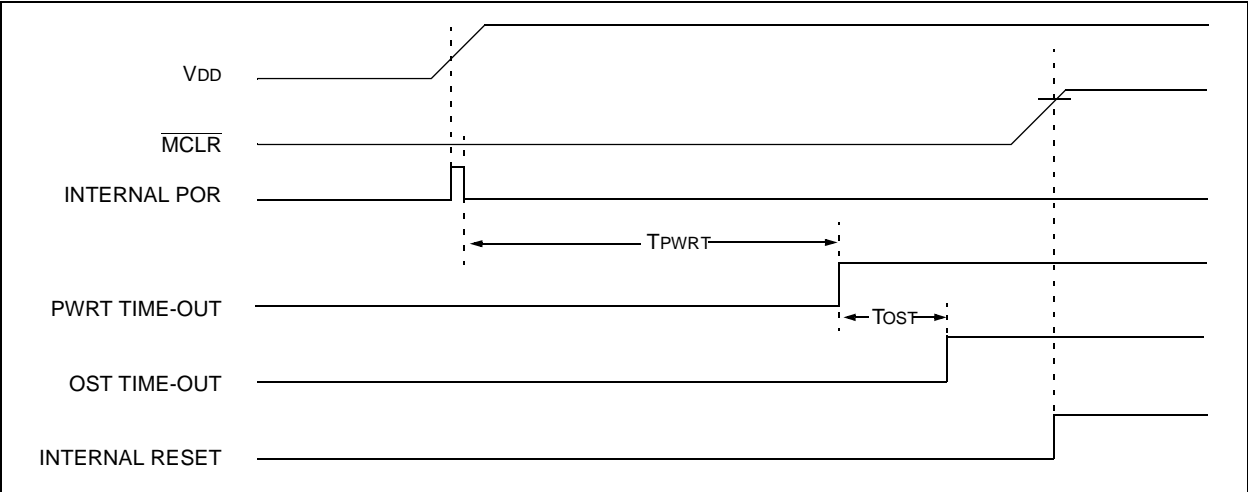 VDD
MCLR
INTERNAL POR
TPWRT
PWRT TIME-OUT
TOST
OST TIME-OUT
INTERNAL RESET